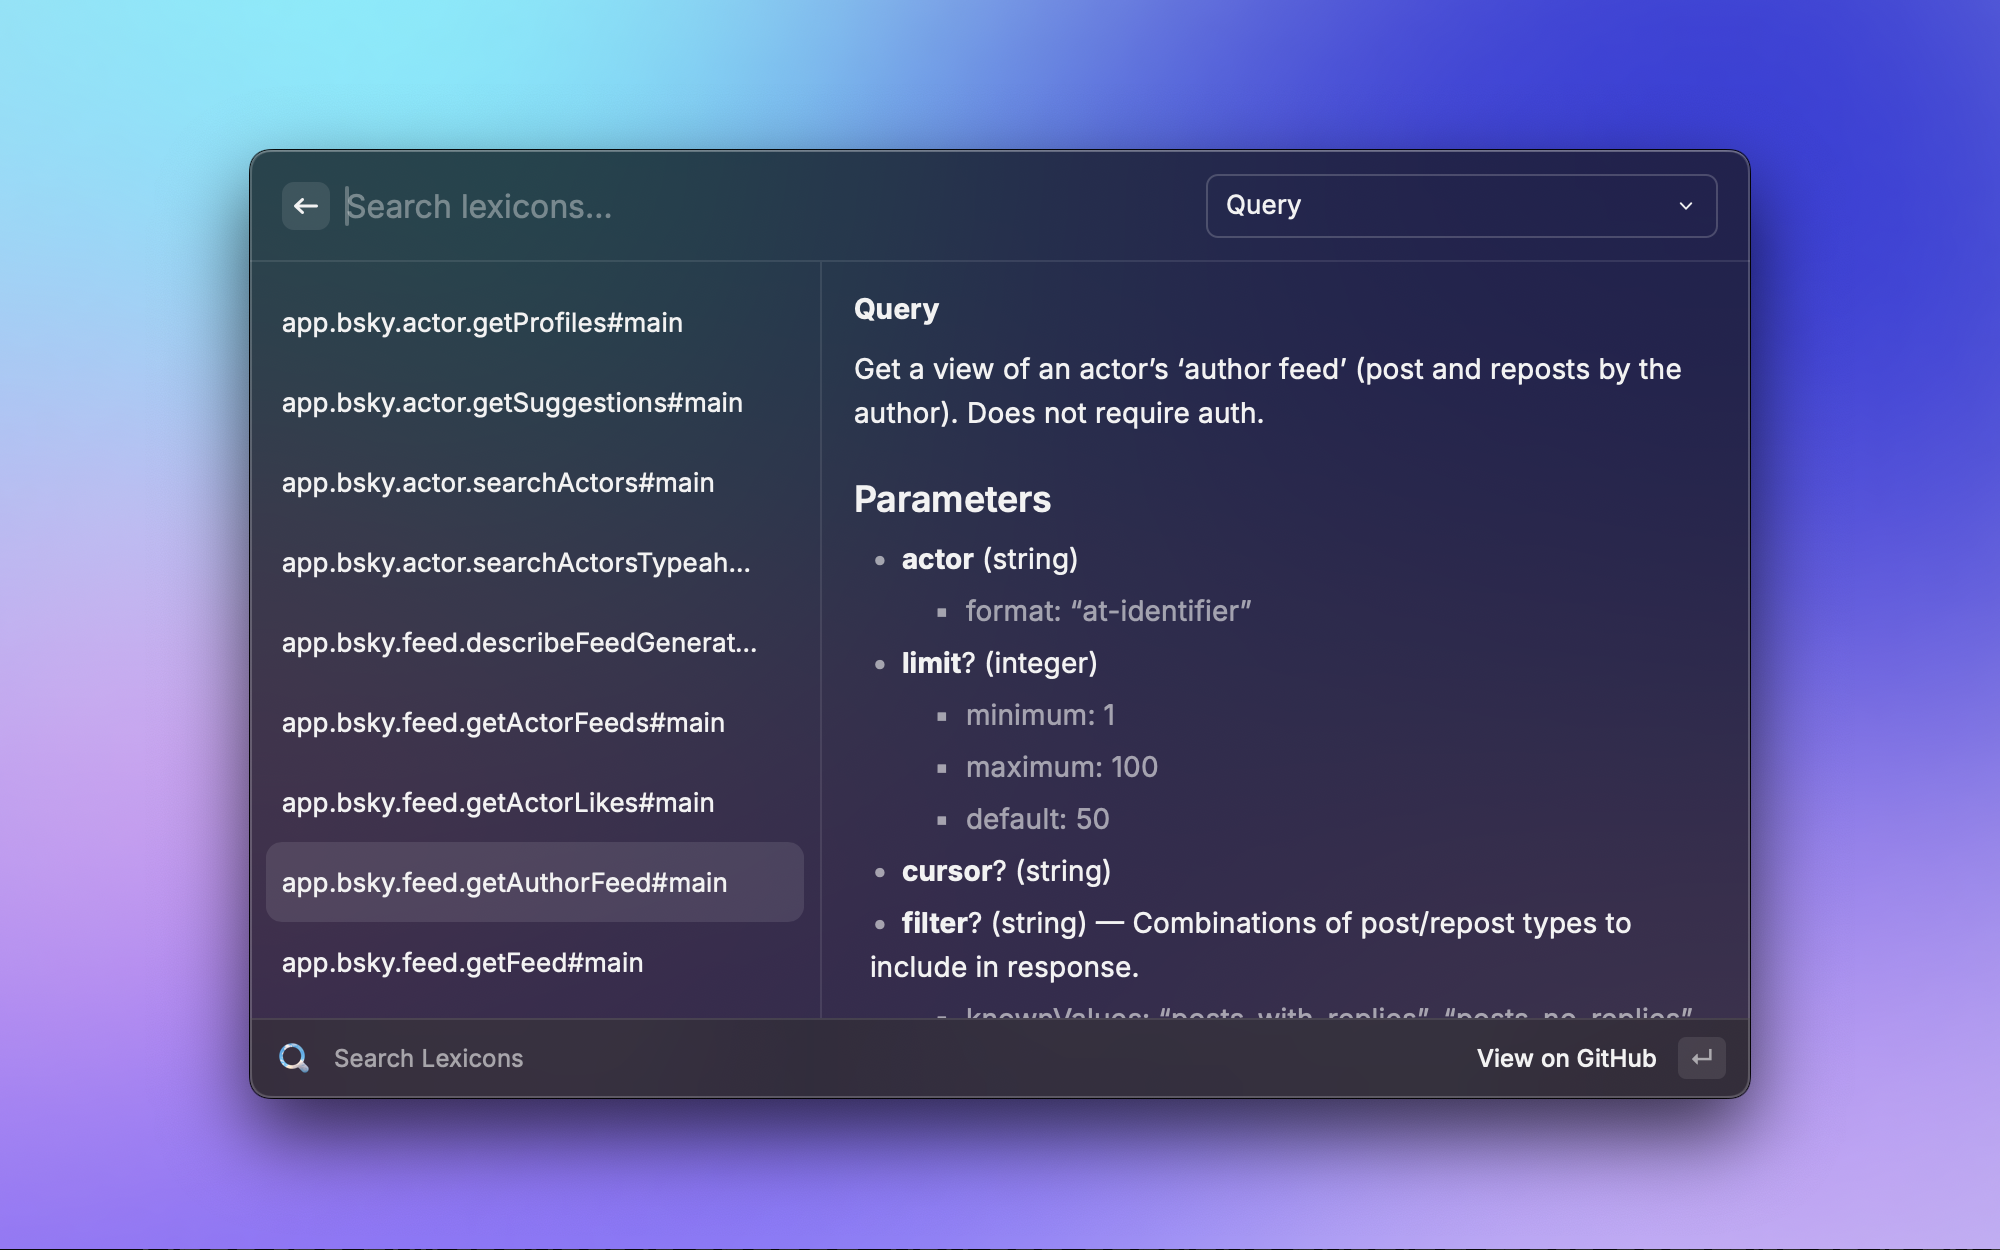 Search lexicons...
Query
app.bsky.actor.getProfiles#main
app.bsky.actor.getSuggestions#main
app.bsky.actor.searchActors#main
app.bsky.actor.searchActorsTypeah...
app.bsky.feed.describeFeedGenerat...
app.bsky.feed.getActorFeeds#main
app.bsky.feed.getActorLikes#main
app.bsky.feed.getAuthorFeed#main
app.bsky.feed.getFeed#main
Query
Get a view of an actor’s ‘author feed’ (post and reposts by the
author). Does not require auth.
Parameters
• actor (string)
▪ format: “at-identifier”
• limit? (integer)
▪ minimum: 1
▪ maximum: 100
▪ default: 50
• cursor? (string)
• filter? (string) — Combinations of post/repost types to
include in response.
▪ knownValues: “posts_with_replies”, “posts_no_replies”
Search Lexicons
View on GitHub